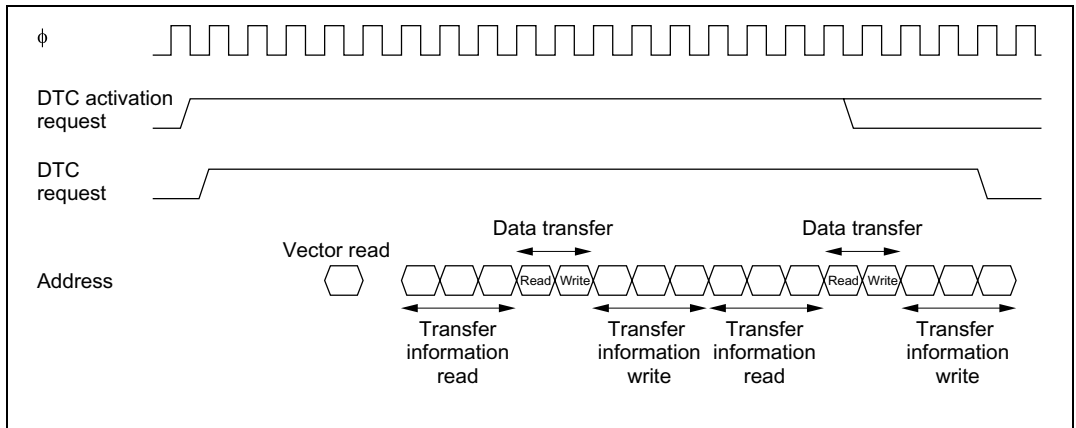 ϕ
DTC activation
request
DTC
request
Data transfer
Data transfer
Vector read
Address
Read
Write
Read
Write
Transfer
information
read
Transfer
information
write
Transfer
information
read
Transfer
information
write